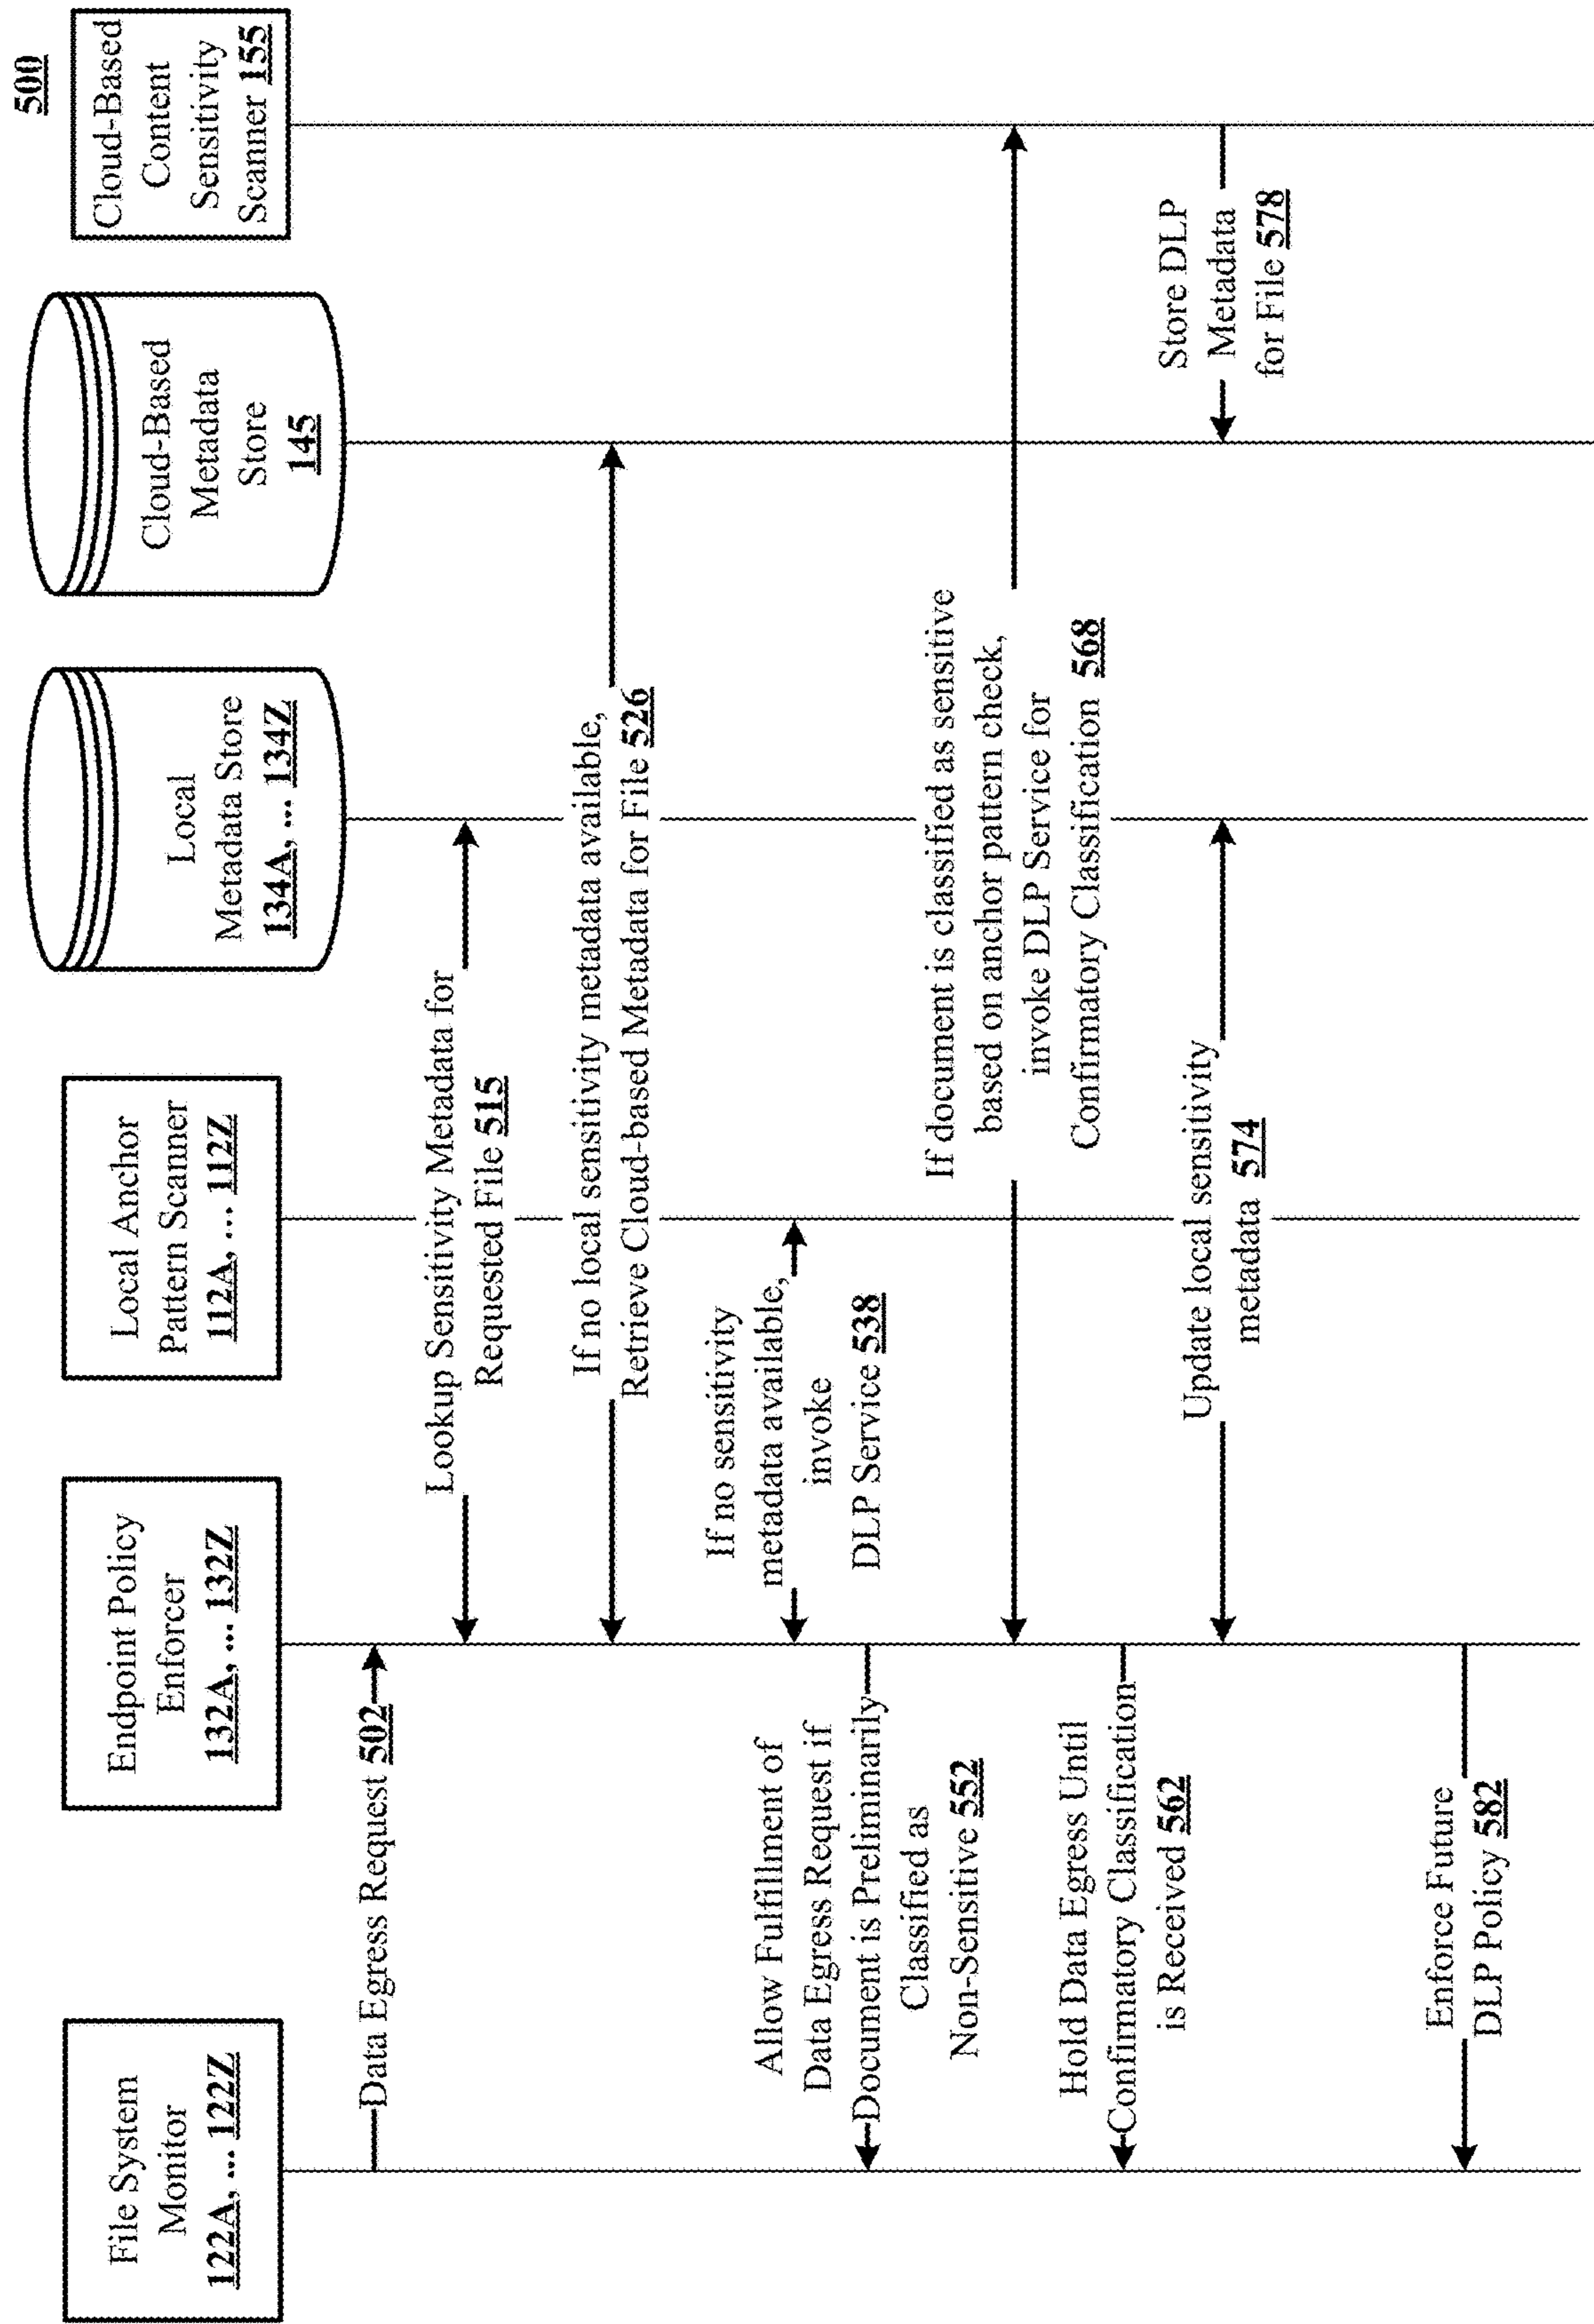 500
File System
Monitor
122A, ... 122Z
Endpoint Policy
Enforcer
132A, ... 132Z
Local Anchor
Pattern Scanner
112A, ... 112Z
Local
Metadata Store
134A, ... 134Z
Cloud-Based
Metadata
Store
145
Cloud-Based
Content
Sensitivity
Scanner 155
Data Egress Request 502
Lookup Sensitivity Metadata for
Requested File 515
If no local sensitivity metadata available,
Retrieve Cloud-based Metadata for File 526
If no sensitivity
metadata available,
invoke
DLP Service 538
Allow Fulfillment of
Data Egress Request if
Document is Preliminarily
Classified as
Non-Sensitive 552
If document is classified as sensitive
based on anchor pattern check,
invoke DLP Service for
Confirmatory Classification 568
Hold Data Egress Until
Confirmatory Classification
is Received 562
Update local sensitivity
metadata 574
Store DLP
Metadata
for File 578
Enforce Future
DLP Policy 582